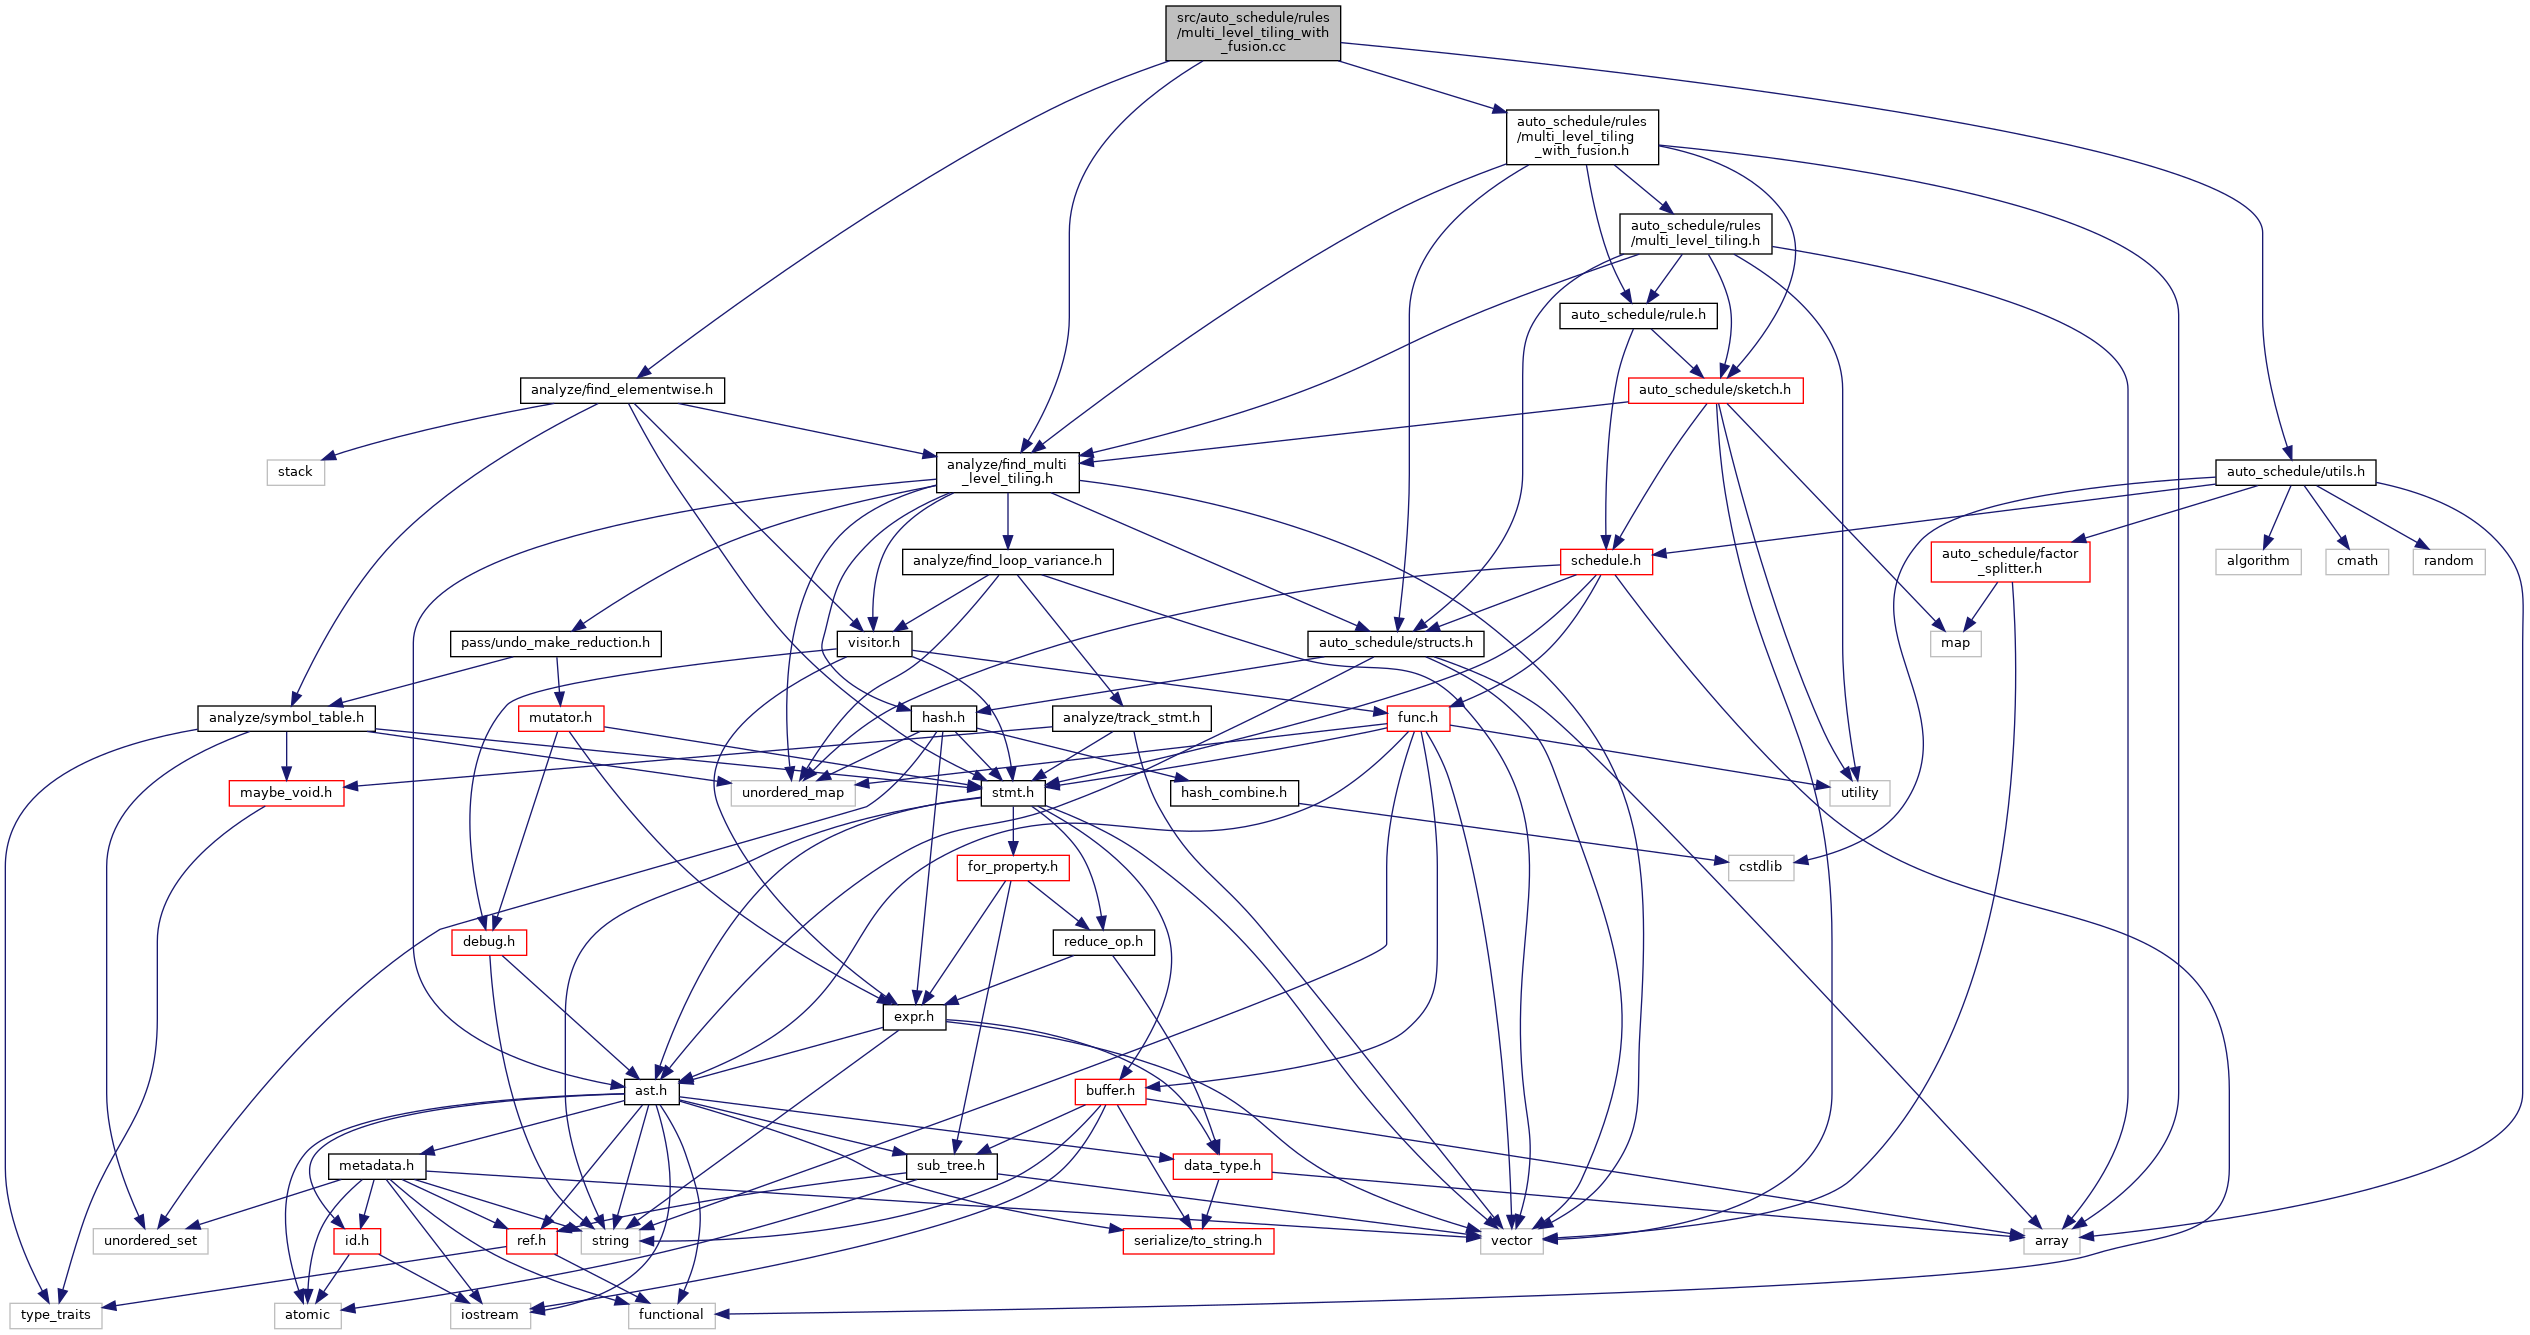 src/auto_schedule/rules
/multi_level_tiling_with
_fusion.cc
auto_schedule/rules
/multi_level_tiling
_with_fusion.h
auto_schedule/rules
/multi_level_tiling.h
auto_schedule/rule.h
analyze/find_elementwise.h
auto_schedule/sketch.h
stack
analyze/find_multi
_level_tiling.h
auto_schedule/utils.h
analyze/find_loop_variance.h
schedule.h
auto_schedule/factor
_splitter.h
algorithm
cmath
random
pass/undo_make_reduction.h
visitor.h
auto_schedule/structs.h
map
analyze/symbol_table.h
mutator.h
hash.h
analyze/track_stmt.h
func.h
maybe_void.h
unordered_map
stmt.h
hash_combine.h
utility
for_property.h
cstdlib
debug.h
reduce_op.h
expr.h
ast.h
buffer.h
metadata.h
sub_tree.h
data_type.h
unordered_set
id.h
ref.h
string
serialize/to_string.h
vector
array
type_traits
atomic
iostream
functional